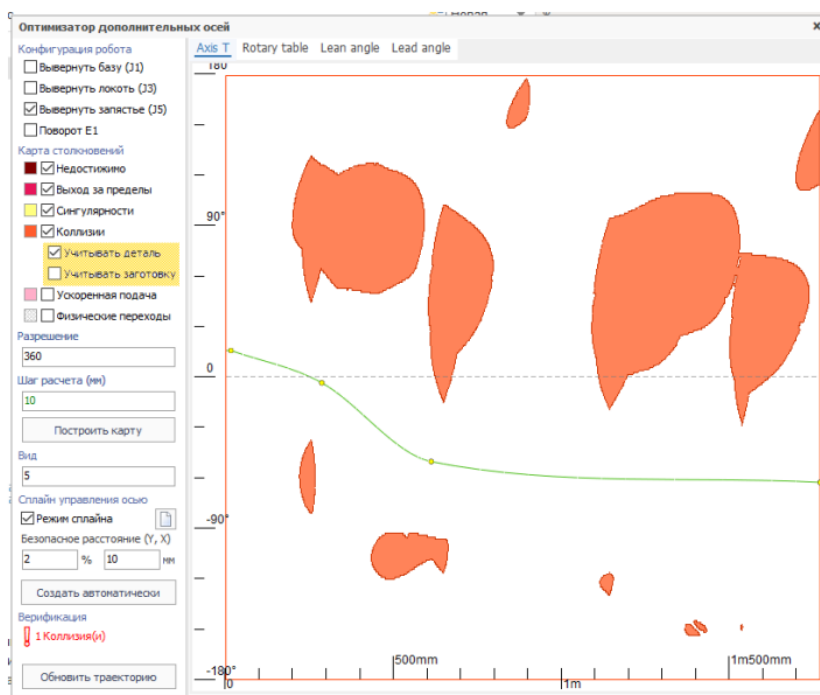 Оптимизатор дополнительных осей
Конфигурация робота
Вывернуть базу (J1)
Вывернуть локоть (J3)
Вывернуть запястье (J5)
Поворот E1
Карта столкновений
Недостижимо
Выход за пределы
Сингулярности
Коллизии
Учитывать деталь
Учитывать заготовку
Ускоренная подача
Физические переходы
Разрешение
360
Шаг расчета (мм)
10
Построить карту
Вид
5
Сплайн управления осью
Режим сплайна
Безопасное расстояние (Y, X)
2 % 10 мм
Создать автоматически
Верификация
1 Коллизия(и)
Обновить траекторию
Axis T Rotary table Lean angle Lead angle
180
90°
0
-90°
-180°
0 500mm 1m 1m500mm